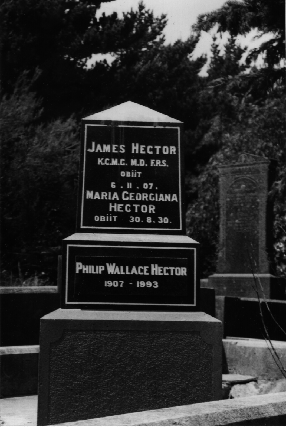 JAMES HECTOR
K.C.M.G. M.D. F.R.S.
OBIIT
6 . 11 . 07.
MARIA GEORGIANA
HECTOR
OBIIT 30. 8. 30.
PHILIP WALLACE HECTOR
1907 - 1993